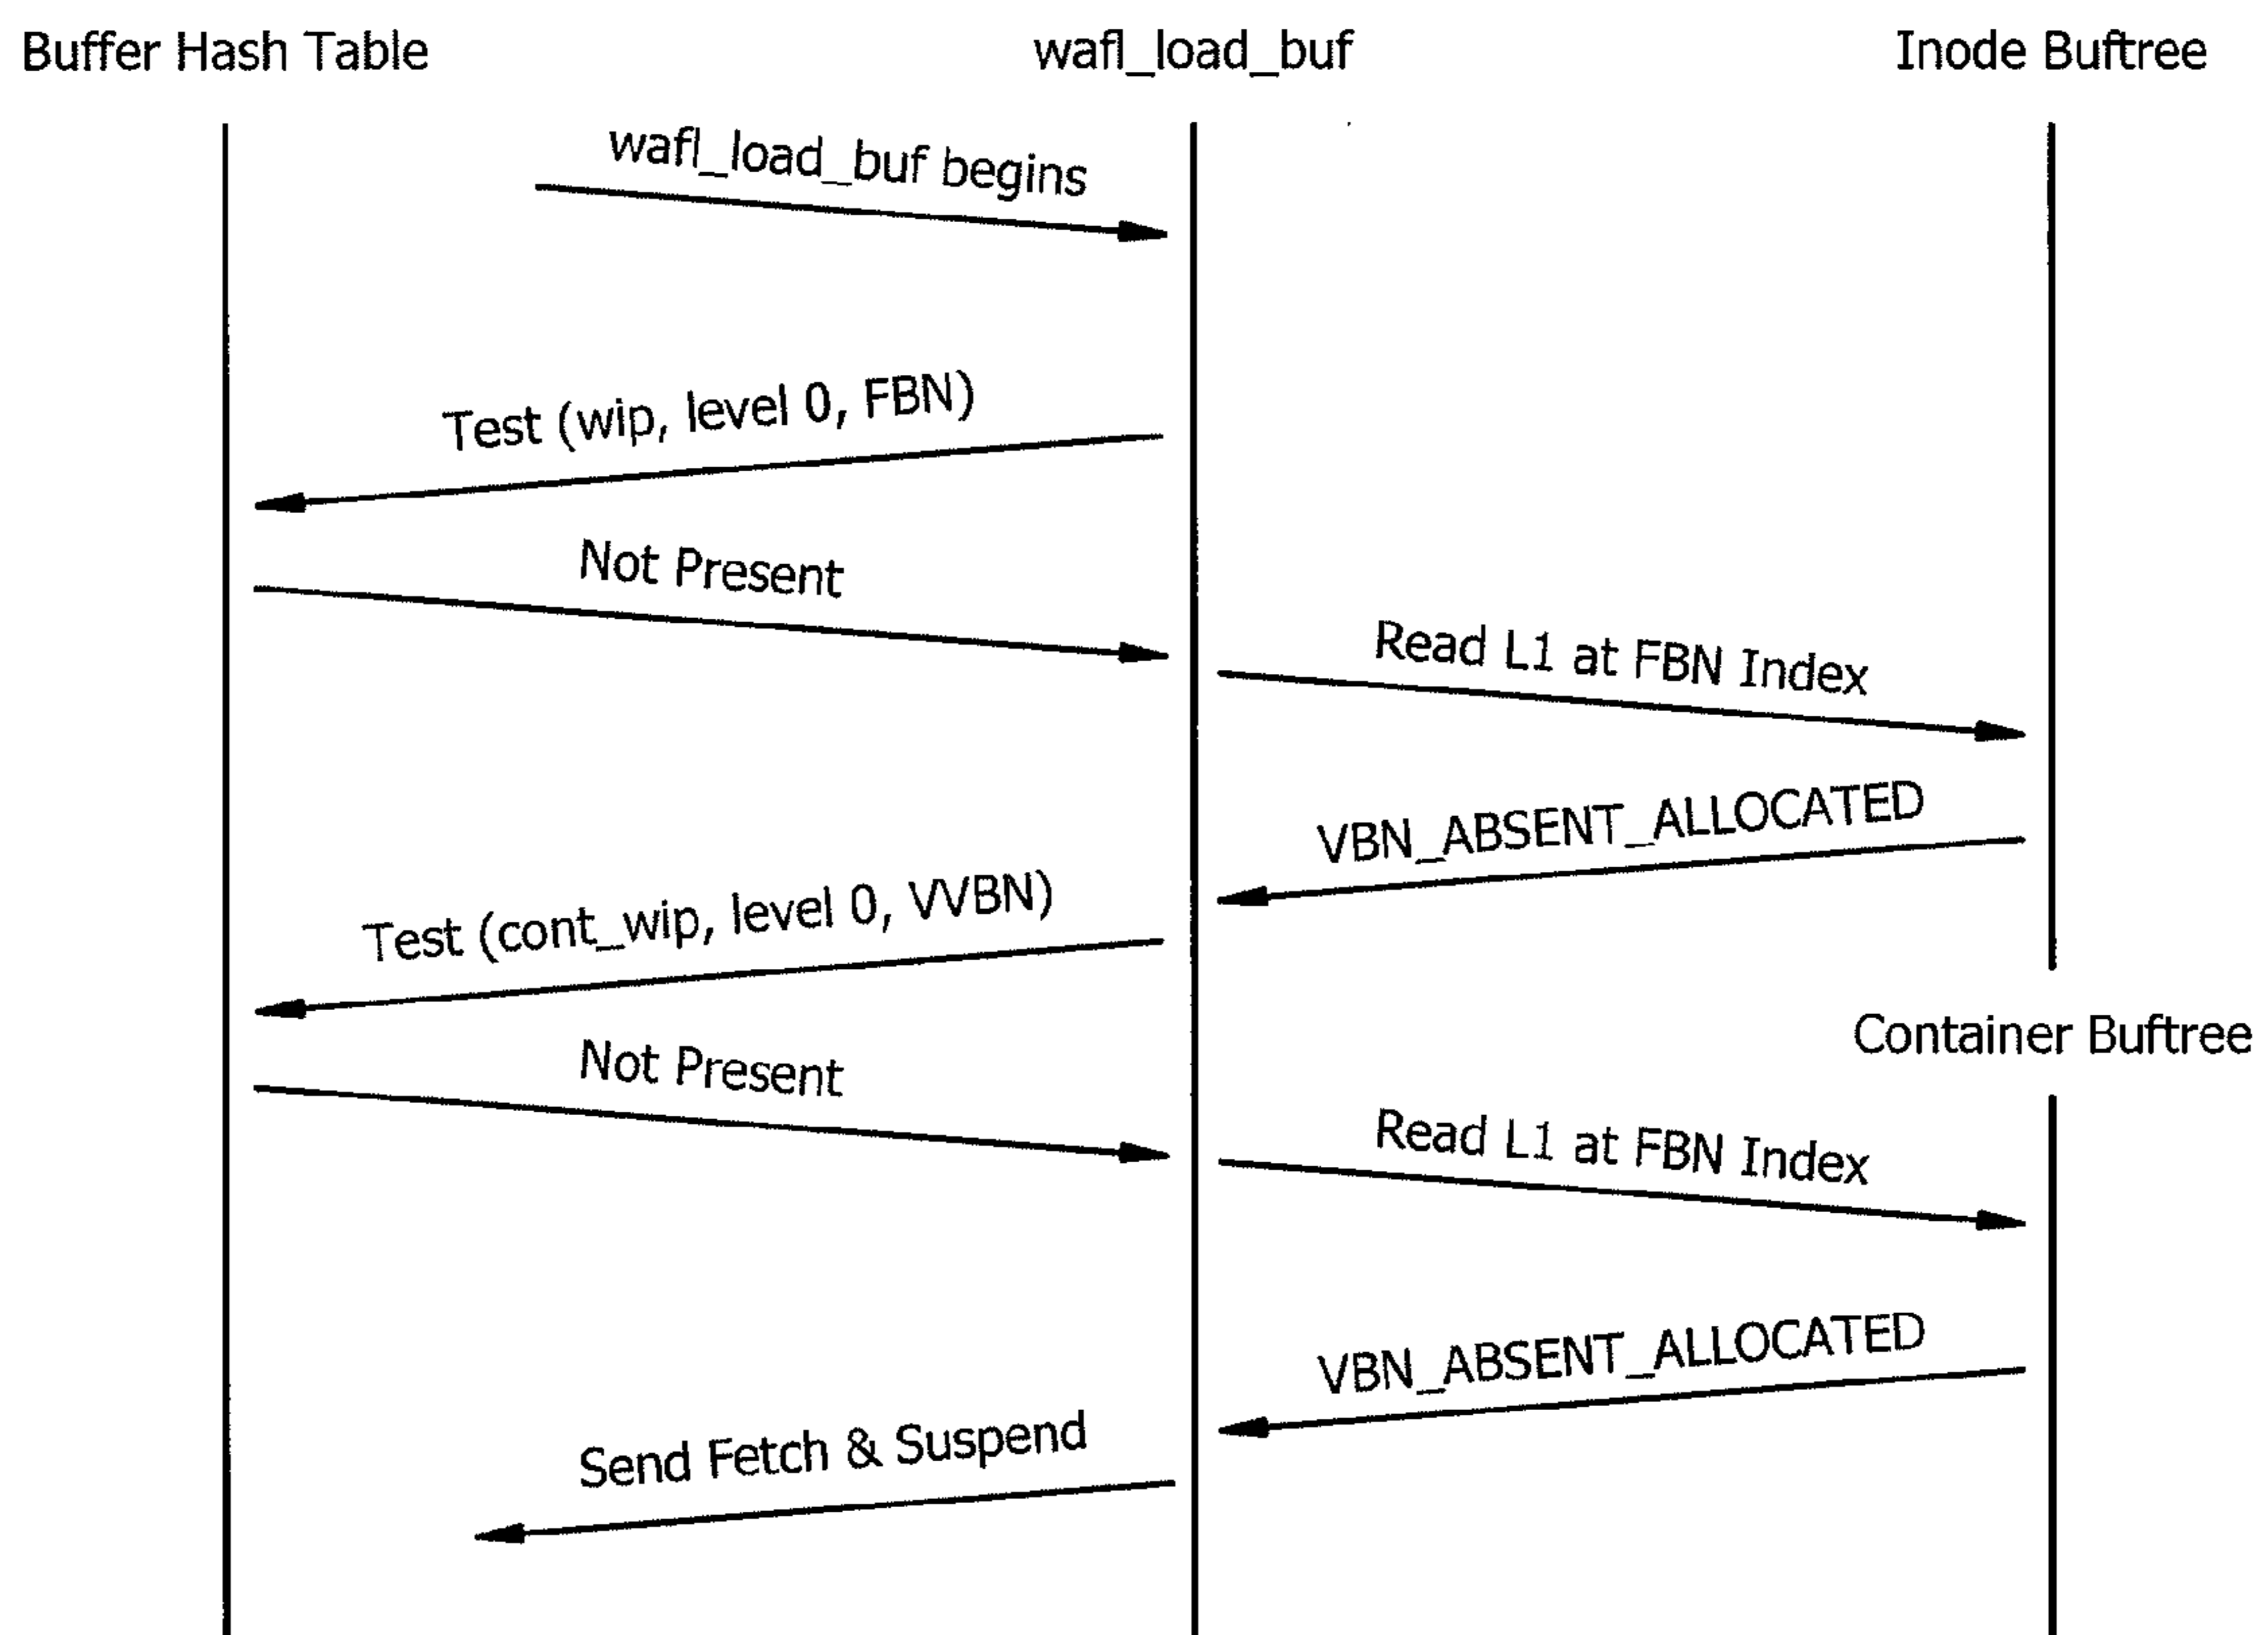 Buffer Hash Table
wafl_load_buf
Inode Buftree
wafl_load_buf begins
Test (wip, level 0, FBN)
Not Present
Read L1 at FBN Index
VBN_ABSENT_ALLOCATED
Test (cont_wip, level 0, VVBN)
Container Buftree
Not Present
Read L1 at FBN Index
VBN_ABSENT_ALLOCATED
Send Fetch & Suspend